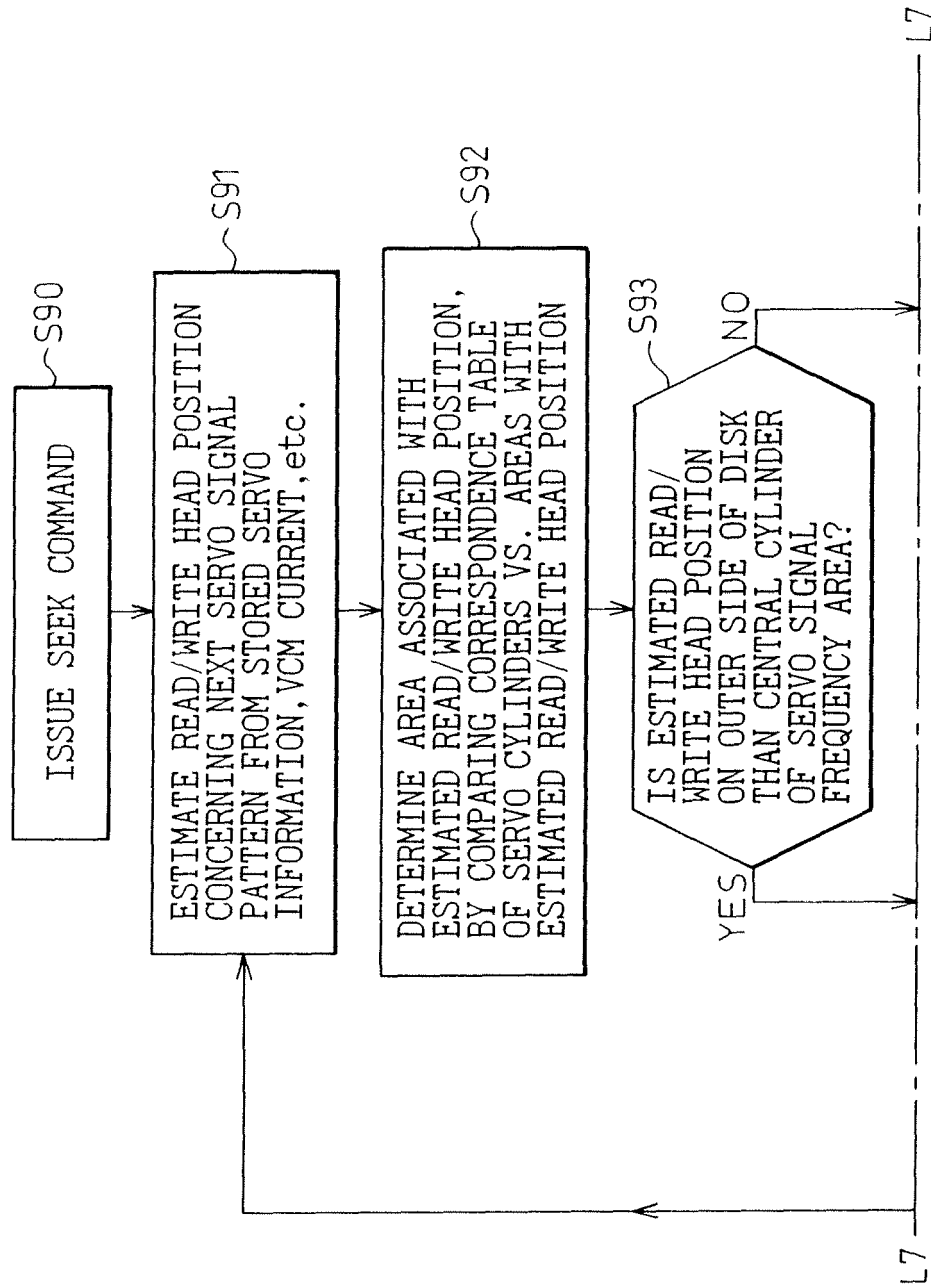 ISSUE SEEK COMMAND
S90
ESTIMATE READ/WRITE HEAD POSITION
CONCERNING NEXT SERVO SIGNAL
PATTERN FROM STORED SERVO
INFORMATION,VCM CURRENT,etc.
S91
DETERMINE AREA ASSOCIATED WITH
ESTIMATED READ/WRITE HEAD POSITION,
BY COMPARING CORRESPONDENCE TABLE
OF SERVO CYLINDERS VS. AREAS WITH
ESTIMATED READ/WRITE HEAD POSITION
S92
IS ESTIMATED READ/
WRITE HEAD POSITION
ON OUTER SIDE OF DISK
THAN CENTRAL CYLINDER
OF SERVO SIGNAL
FREQUENCY AREA?
S93
YES
NO
L7
L7